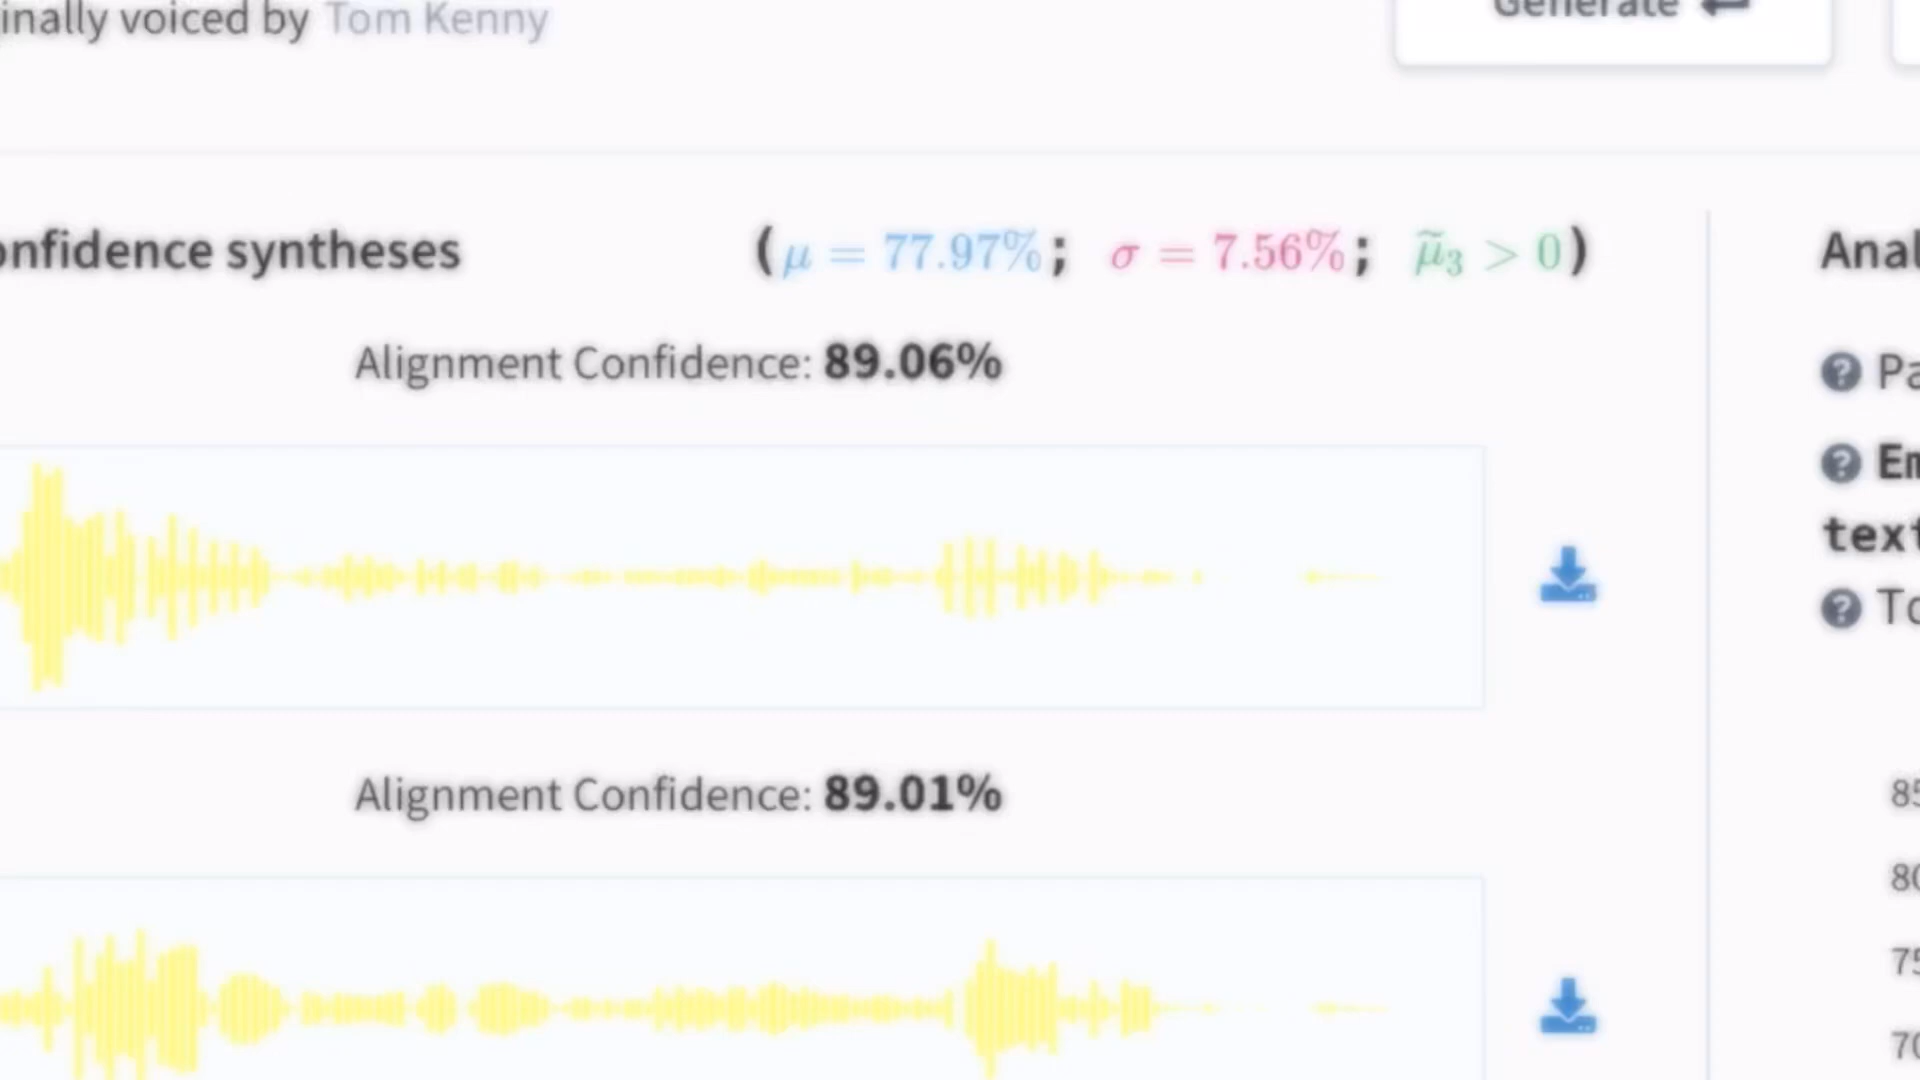 inally voiced by Tom Kenny
Generate
onfidence syntheses (μ = 77.97%; σ = 7.56%; μ̃₃ > 0)
Alignment Confidence: 89.06%
Alignment Confidence: 89.01%
Anal
Pa
Em
text
To
85
80
75
70